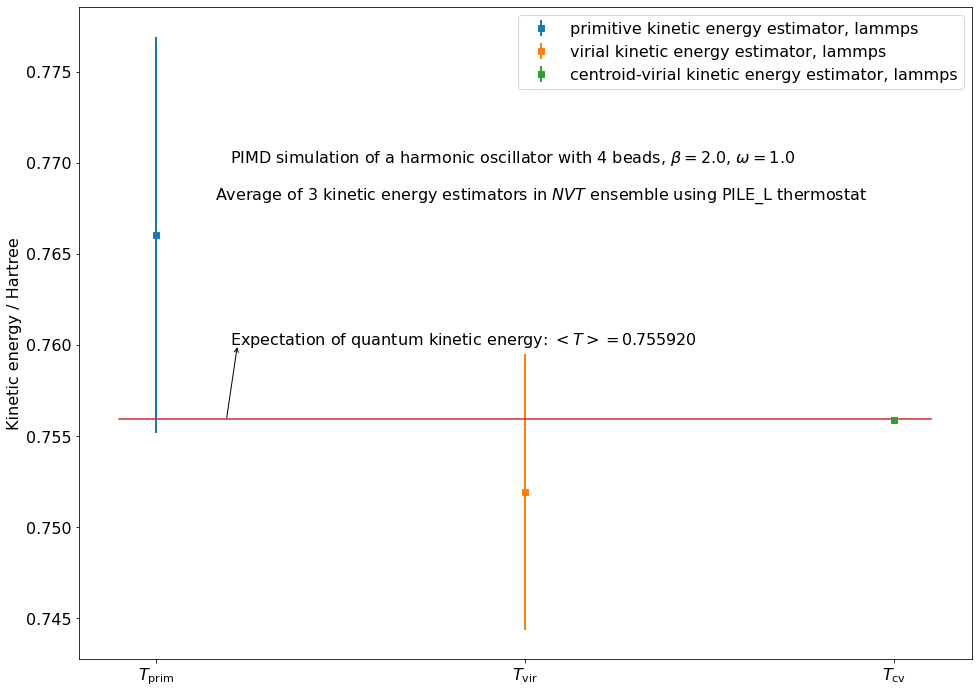 primitive kinetic energy estimator, lammps
virial kinetic energy estimator, lammps
centroid-virial kinetic energy estimator, lammps
0.775
0.770
0.765
0.760
0.755
0.750
0.745
Kinetic energy / Hartree
PIMD simulation of a harmonic oscillator with 4 beads, β = 2.0, ω = 1.0
Average of 3 kinetic energy estimators in NVT ensemble using PILE_L thermostat
Expectation of quantum kinetic energy: < T > = 0.755920
T_prim
T_vir
T_cv